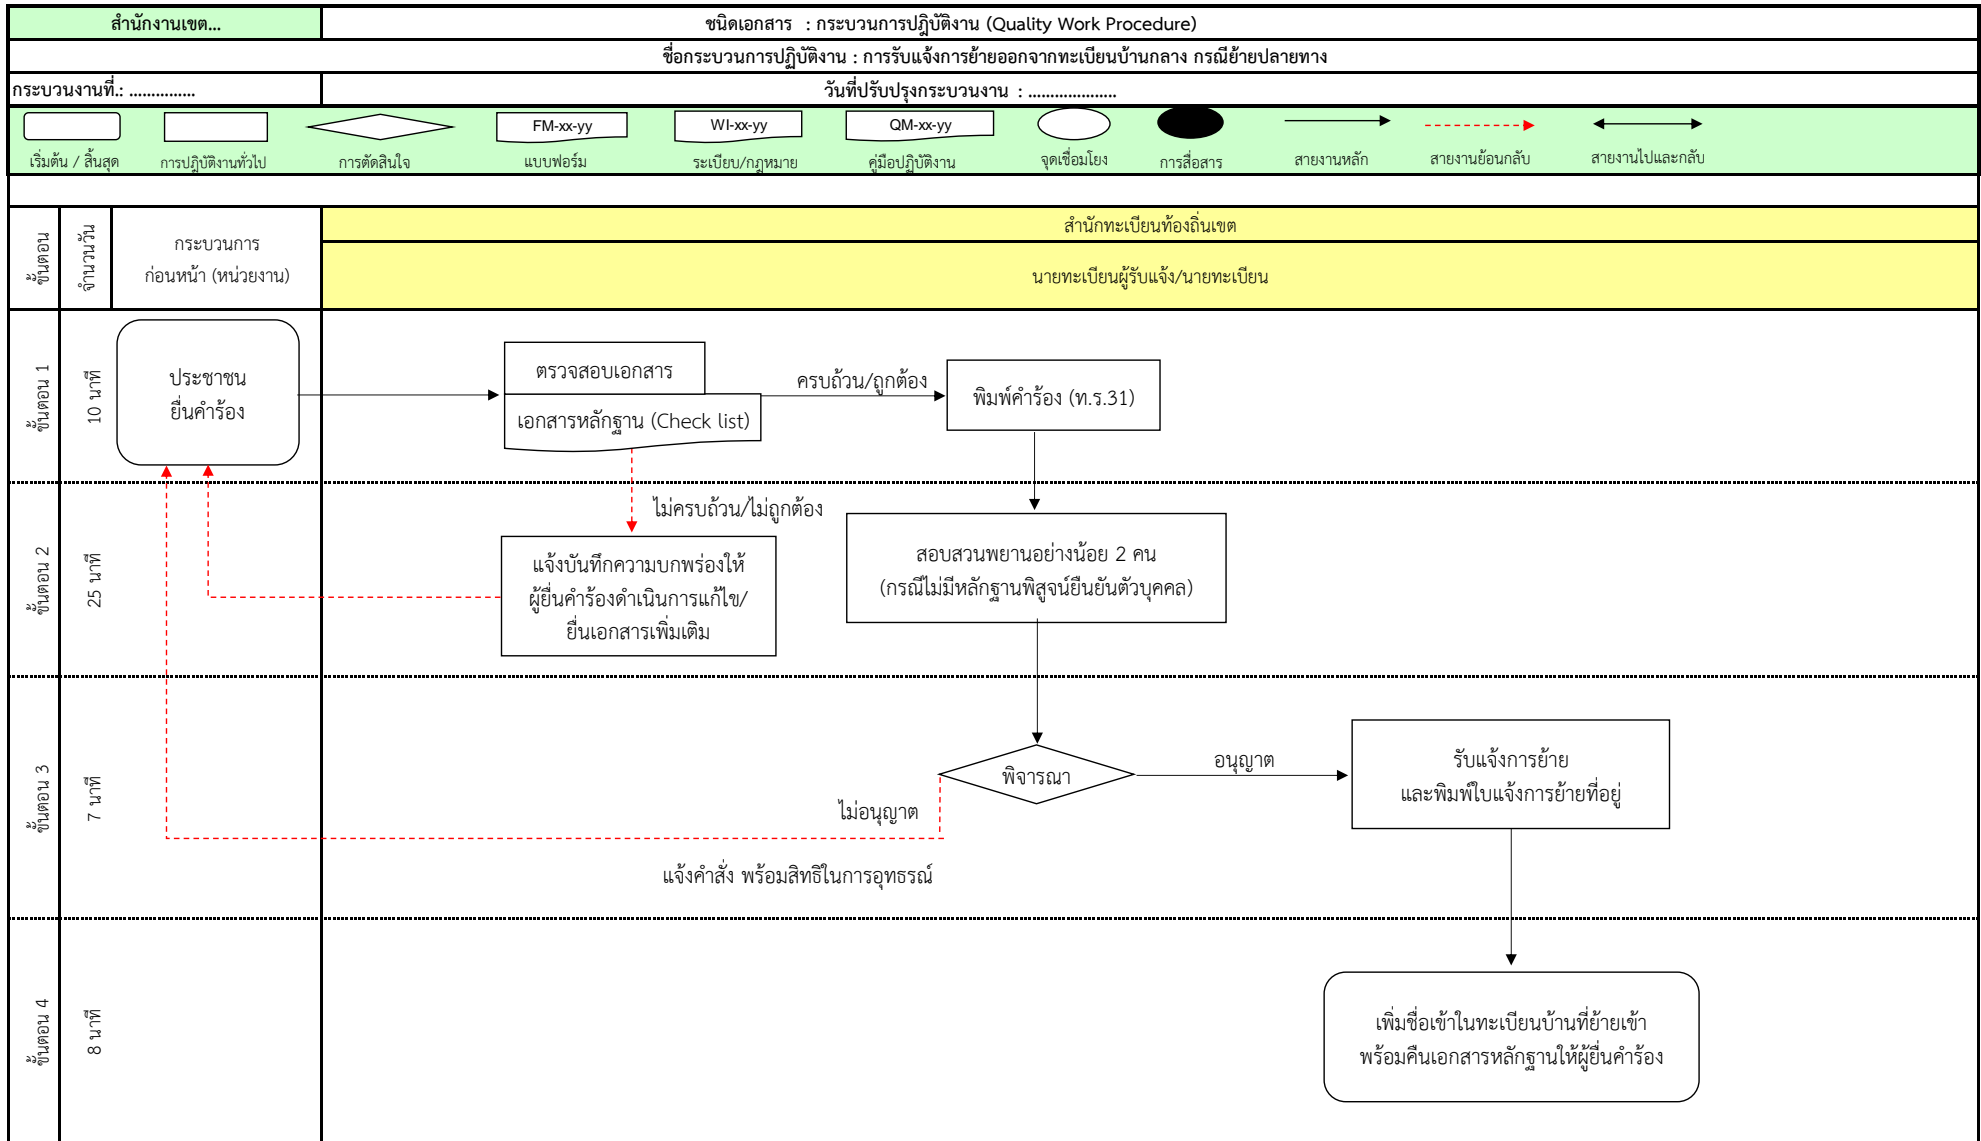 สำนักงานเขต...
ชนิดเอกสาร : กระบวนการปฏิบัติงาน (Quality Work Procedure)
ชื่อกระบวนการปฏิบัติงาน : การรับแจ้งการย้ายออกจากทะเบียนบ้านกลาง กรณีย้ายปลายทาง
กระบวนงานที่.: ...............
วันที่ปรับปรุงกระบวนงาน : ....................
FM-xx-yy
WI-xx-yy
QM-xx-yy
เริ่มต้น / สิ้นสุด
การปฏิบัติงานทั่วไป
การตัดสินใจ
แบบฟอร์ม
ระเบียบ/กฎหมาย
คู่มือปฏิบัติงาน
จุดเชื่อมโยง
การสื่อสาร
สายงานหลัก
สายงานย้อนกลับ
สายงานไปและกลับ
ขั้นตอน
จำนวนวัน
กระบวนการ
ก่อนหน้า (หน่วยงาน)
สำนักทะเบียนท้องถิ่นเขต
นายทะเบียนผู้รับแจ้ง/นายทะเบียน
ขั้นตอน 1
10 นาที
ประชาชน
ยื่นคำร้อง
ตรวจสอบเอกสาร
เอกสารหลักฐาน (Check list)
ครบถ้วน/ถูกต้อง
พิมพ์คำร้อง (ท.ร.31)
ขั้นตอน 2
25 นาที
ไม่ครบถ้วน/ไม่ถูกต้อง
แจ้งบันทึกความบกพร่องให้
ผู้ยื่นคำร้องดำเนินการแก้ไข/
ยื่นเอกสารเพิ่มเติม
สอบสวนพยานอย่างน้อย 2 คน
(กรณีไม่มีหลักฐานพิสูจน์ยืนยันตัวบุคคล)
ขั้นตอน 3
7 นาที
พิจารณา
อนุญาต
ไม่อนุญาต
รับแจ้งการย้าย
และพิมพ์ใบแจ้งการย้ายที่อยู่
แจ้งคำสั่ง พร้อมสิทธิในการอุทธรณ์
ขั้นตอน 4
8 นาที
เพิ่มชื่อเข้าในทะเบียนบ้านที่ย้ายเข้า
พร้อมคืนเอกสารหลักฐานให้ผู้ยื่นคำร้อง